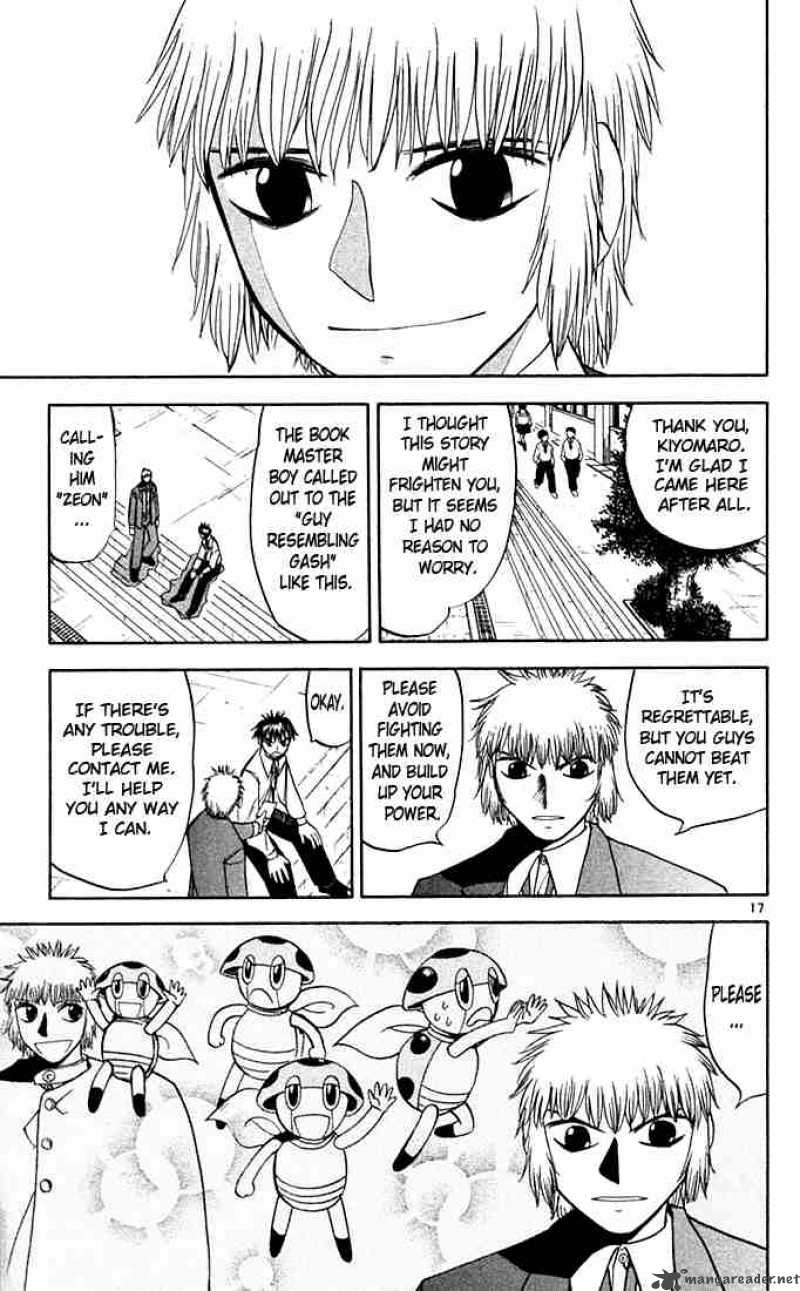 THANK YOU,
KIYOMARO.
I'M GLAD I
CAME HERE
AFTER ALL.
I THOUGHT
THIS STORY
MIGHT
FRIGHTEN YOU,
BUT IT SEEMS
I HAD NO
REASON TO
WORRY.
THE BOOK
MASTER
BOY CALLED
OUT TO THE
"GUY
RESEMBLING
GASH"
LIKE THIS.
CALL-
ING
HIM
"ZEON"
...
IT'S
REGRETTABLE,
BUT YOU GUYS
CANNOT BEAT
THEM YET.
PLEASE
AVOID
FIGHTING
THEM NOW,
AND BUILD
UP YOUR
POWER.
OKAY.
IF THERE'S
ANY TROUBLE,
PLEASE
CONTACT ME.
I'LL HELP
YOU ANY WAY
I CAN.
17
PLEASE
...
mangareader.net